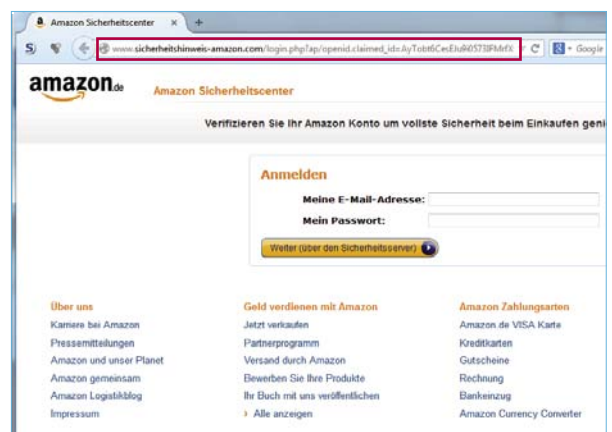 Amazon Sicherheitscenter × +
S www.sicherheitshinweis-amazon.com/login.php?ap/openid.claimed_id= Google
amazon.de Amazon Sicherheitscenter
Verifizieren Sie Ihr Amazon Konto um vollste Sicherheit beim Einkaufen geni
Anmelden
Meine E-Mail-Adresse:
Mein Passwort:
Weiter (über den Sicherheitsserver)
Über uns Geld verdienen mit Amazon Amazon Zahlungsarten
Karriere bei Amazon Jetzt verkaufen Amazon.de VISA Karte
Pressemitteilungen Partnerprogramm Kreditkarten
Amazon und unser Planet Versand durch Amazon Gutscheine
Amazon gemeinsam Bewerben Sie Ihre Produkte Rechnung
Amazon Logistikblog Ihr Buch mit uns veröffentlichen Bankeinzug
Impressum › Alle anzeigen Amazon Currency Converter